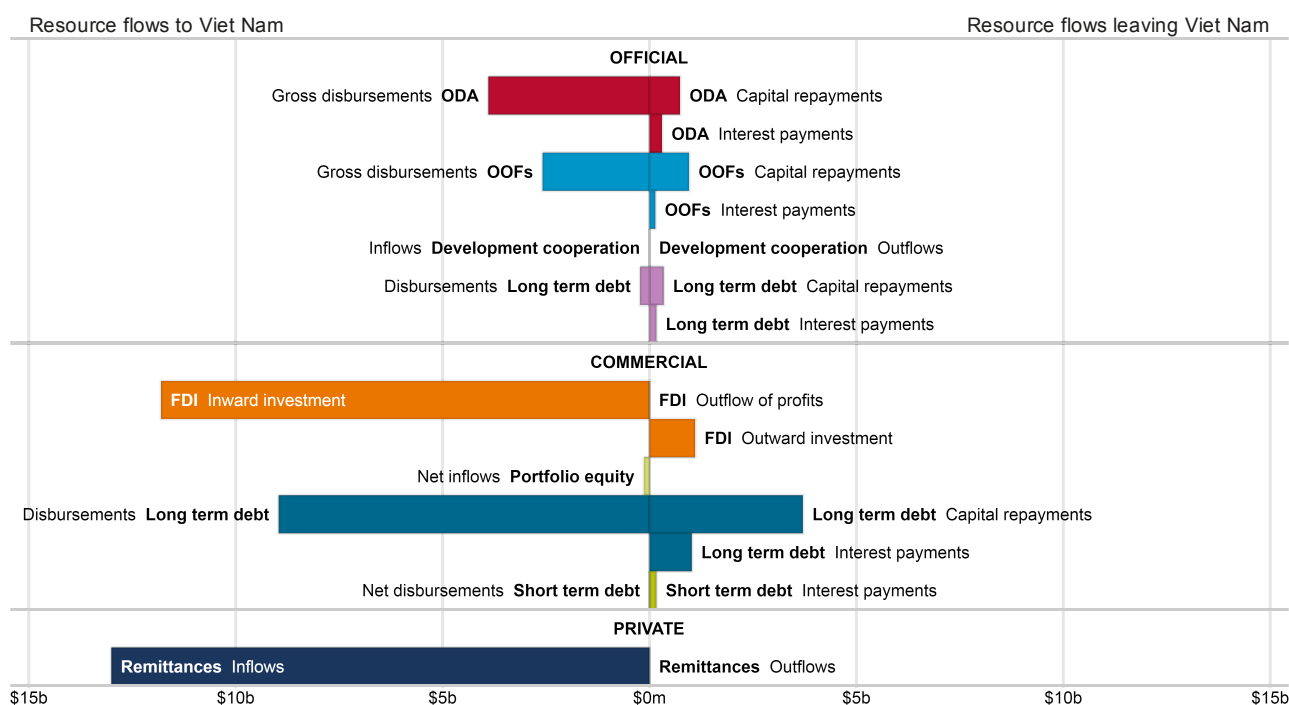 Resource flows to Viet Nam Resource flows leaving Viet Nam
OFFICIAL
Gross disbursements ODA ODA Capital repayments
ODA Interest payments
Gross disbursements OOFs OOFs Capital repayments
OOFs Interest payments
Inflows Development cooperation Development cooperation Outflows
Disbursements Long term debt Long term debt Capital repayments
Long term debt Interest payments
COMMERCIAL
FDI Inward investment FDI Outflow of profits
FDI Outward investment
Net inflows Portfolio equity
Disbursements Long term debt Long term debt Capital repayments
Long term debt Interest payments
Net disbursements Short term debt Short term debt Interest payments
PRIVATE
Remittances Inflows Remittances Outflows
$15b $10b $5b $0m $5b $10b $15b